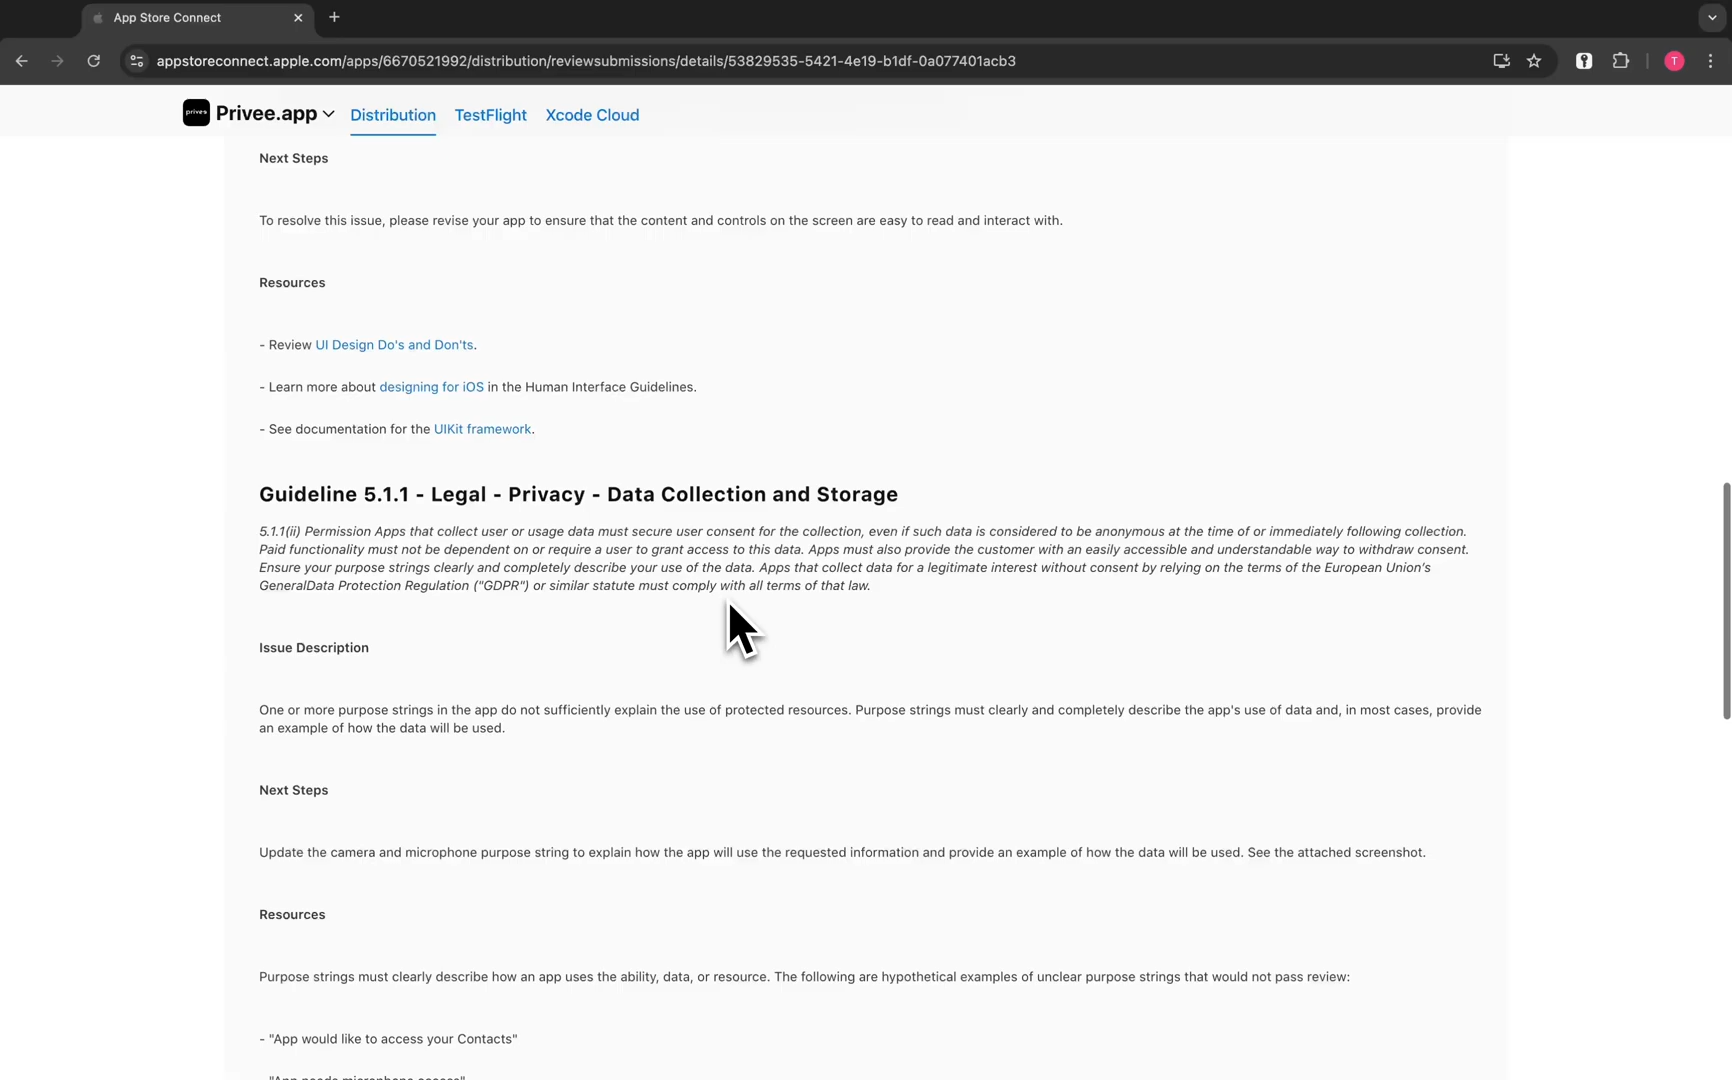 App Store Connect
appstoreconnect.apple.com/apps/6670521992/distribution/reviewsubmissions/details/53829535-5421-4e19-b1df-0a077401acb3
T
privee Privee.app Distribution TestFlight Xcode Cloud
Next Steps
To resolve this issue, please revise your app to ensure that the content and controls on the screen are easy to read and interact with.
Resources
- Review UI Design Do's and Don'ts.
- Learn more about designing for iOS in the Human Interface Guidelines.
- See documentation for the UIKit framework.
Guideline 5.1.1 - Legal - Privacy - Data Collection and Storage
5.1.1(ii) Permission Apps that collect user or usage data must secure user consent for the collection, even if such data is considered to be anonymous at the time of or immediately following collection.
Paid functionality must not be dependent on or require a user to grant access to this data. Apps must also provide the customer with an easily accessible and understandable way to withdraw consent.
Ensure your purpose strings clearly and completely describe your use of the data. Apps that collect data for a legitimate interest without consent by relying on the terms of the European Union's
GeneralData Protection Regulation ("GDPR") or similar statute must comply with all terms of that law.
Issue Description
One or more purpose strings in the app do not sufficiently explain the use of protected resources. Purpose strings must clearly and completely describe the app's use of data and, in most cases, provide
an example of how the data will be used.
Next Steps
Update the camera and microphone purpose string to explain how the app will use the requested information and provide an example of how the data will be used. See the attached screenshot.
Resources
Purpose strings must clearly describe how an app uses the ability, data, or resource. The following are hypothetical examples of unclear purpose strings that would not pass review:
- "App would like to access your Contacts"
- "App needs microphone access"